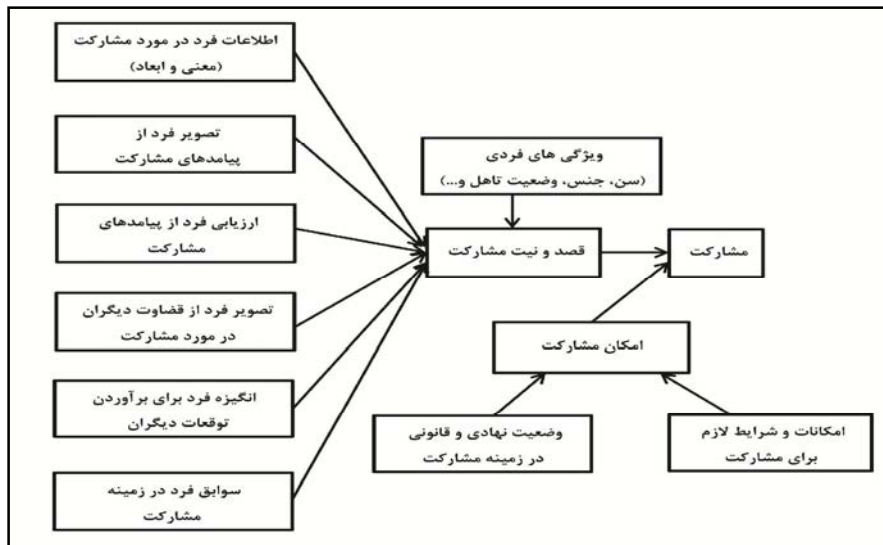 اطلاعات فرد در مورد مشارکت
(معنی و ابعاد)
تصویر فرد از
پیامدهای مشارکت
ارزیابی فرد از پیامدهای
مشارکت
تصویر فرد از قضاوت دیگران
در مورد مشارکت
انگیزه فرد برای برآوردن
توقعات دیگران
سوابق فرد در زمینه
مشارکت
ویژگی های فردی
(سن، جنس، وضعیت تاهل و...)
قصد و نیت مشارکت
مشارکت
امکان مشارکت
وضعیت نهادی و قانونی
در زمینه مشارکت
امکانات و شرایط لازم
برای مشارکت